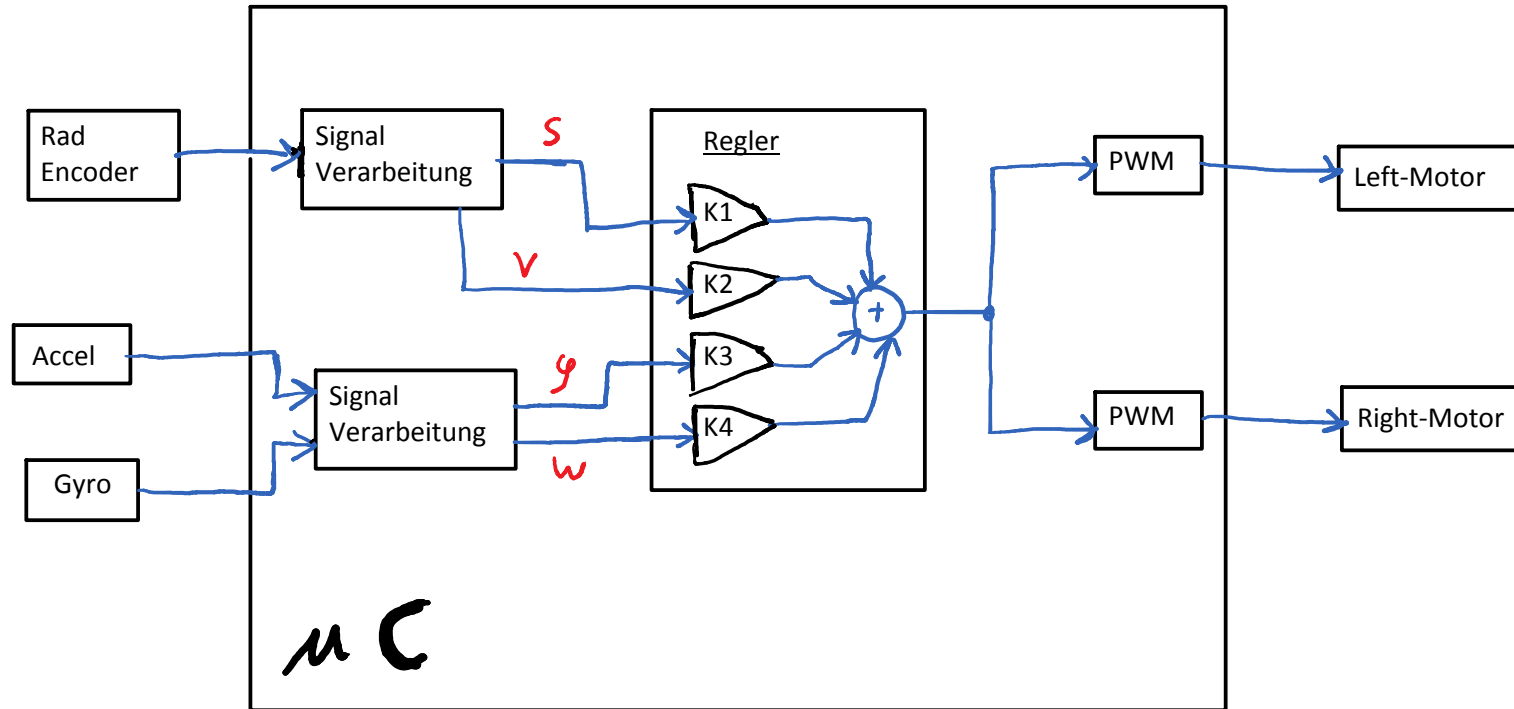 Rad
Encoder
Signal
Verarbeitung
S
V
Regler
K1
K2
K3
K4
+
PWM
Left-Motor
Accel
Gyro
Signal
Verarbeitung
φ
w
PWM
Right-Motor
μC